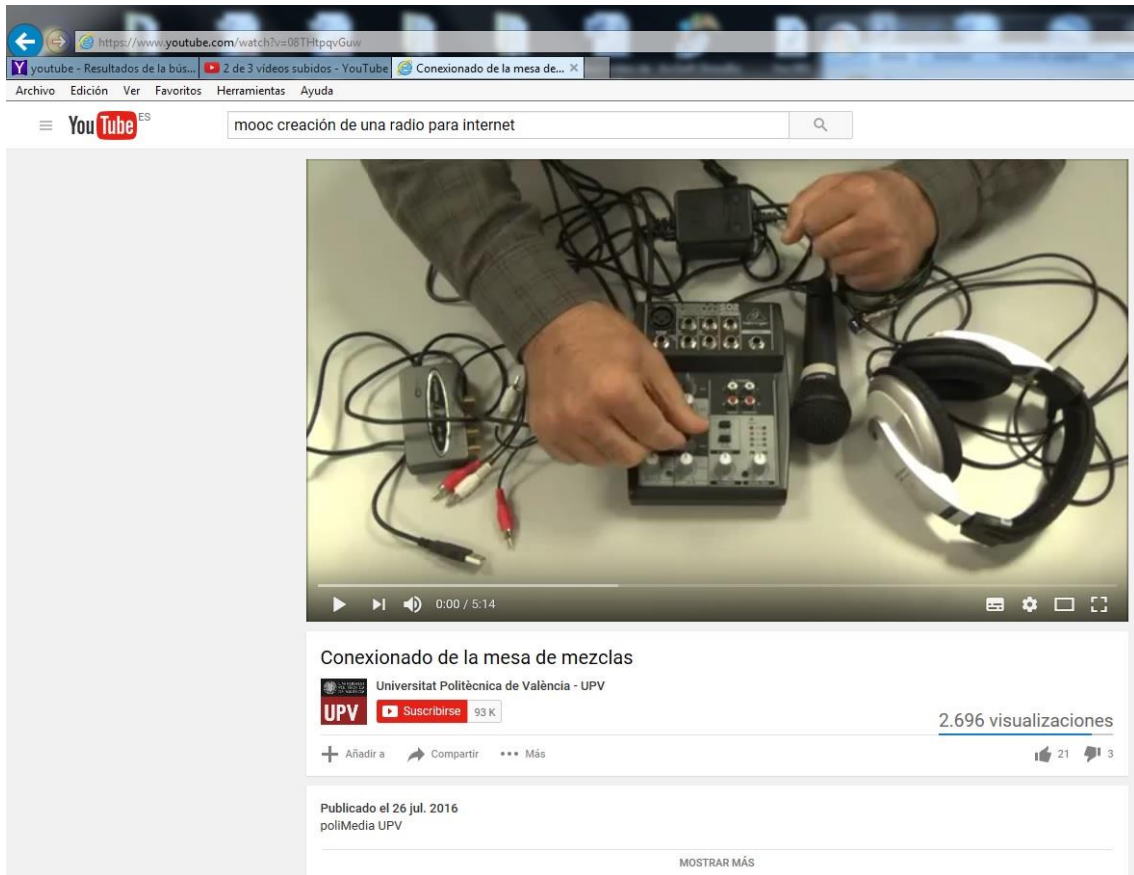 https://www.youtube.com/watch?v=08THtpqvGuw
youtube - Resultados de la bús... 2 de 3 vídeos subidos - YouTube Conexionado de la mesa de... ×
Archivo Edición Ver Favoritos Herramientas Ayuda
YouTube ES mooc creación de una radio para internet
0:00 / 5:14
Conexionado de la mesa de mezclas
Universitat Politècnica de València - UPV
UPV Suscribirse 93 K
2.696 visualizaciones
Añadir a Compartir Más 21 3
Publicado el 26 jul. 2016
poliMedia UPV
MOSTRAR MÁS